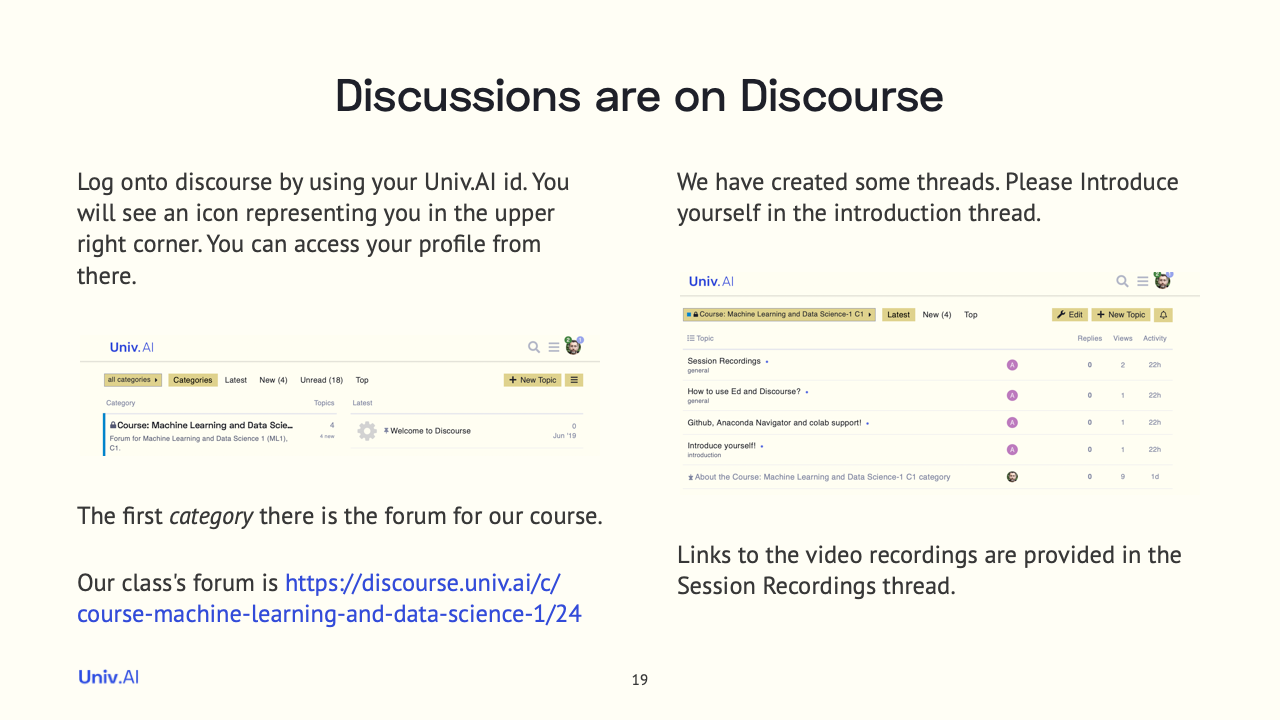 Discussions are on Discourse
Log onto discourse by using your Univ.AI id. You
will see an icon representing you in the upper
right corner. You can access your profile from
there.
Univ.AI
2 1
all categories
Categories
Latest
New (4)
Unread (18)
Top
+ New Topic
Category
Topics
Latest
Course: Machine Learning and Data Scie...
4
Forum for Machine Learning and Data Science 1 (ML1),
4 new
C1.
Welcome to Discourse
0
Jun '19
The first category there is the forum for our course.
Our class's forum is https://discourse.univ.ai/c/
course-machine-learning-and-data-science-1/24
We have created some threads. Please Introduce
yourself in the introduction thread.
Univ.AI
Course: Machine Learning and Data Science-1 C1
Latest
New (4)
Top
Edit
+ New Topic
Topic
Replies
Views
Activity
Session Recordings
general
A
0
2
22h
How to use Ed and Discourse?
general
A
0
1
22h
Github, Anaconda Navigator and colab support!
A
0
1
22h
Introduce yourself!
introduction
A
0
1
22h
About the Course: Machine Learning and Data Science-1 C1 category
0
9
1d
Links to the video recordings are provided in the
Session Recordings thread.
Univ.AI
19